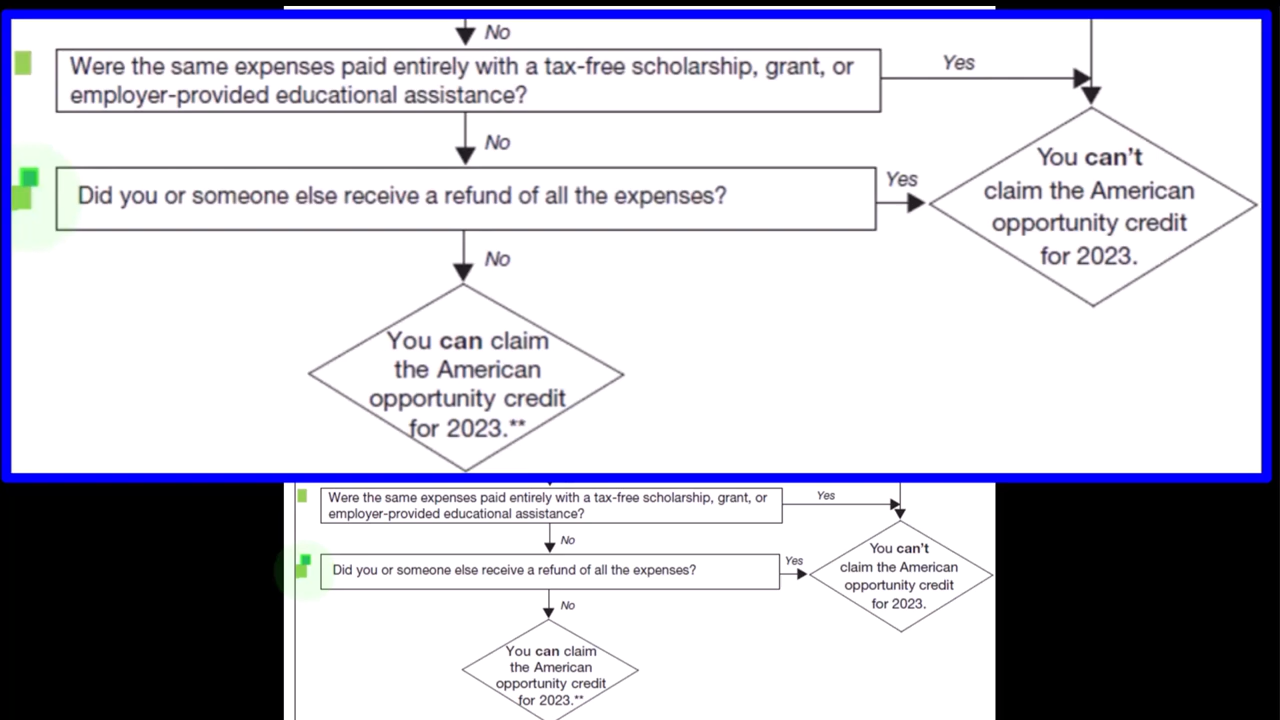 No
Were the same expenses paid entirely with a tax-free scholarship, grant, or
employer-provided educational assistance?
Yes
No
Did you or someone else receive a refund of all the expenses?
Yes
You can’t
claim the American
opportunity credit
for 2023.
No
You can claim
the American
opportunity credit
for 2023.**
Were the same expenses paid entirely with a tax-free scholarship, grant, or
employer-provided educational assistance?
Yes
No
Did you or someone else receive a refund of all the expenses?
Yes
You can’t
claim the American
opportunity credit
for 2023.
No
You can claim
the American
opportunity credit
for 2023.**